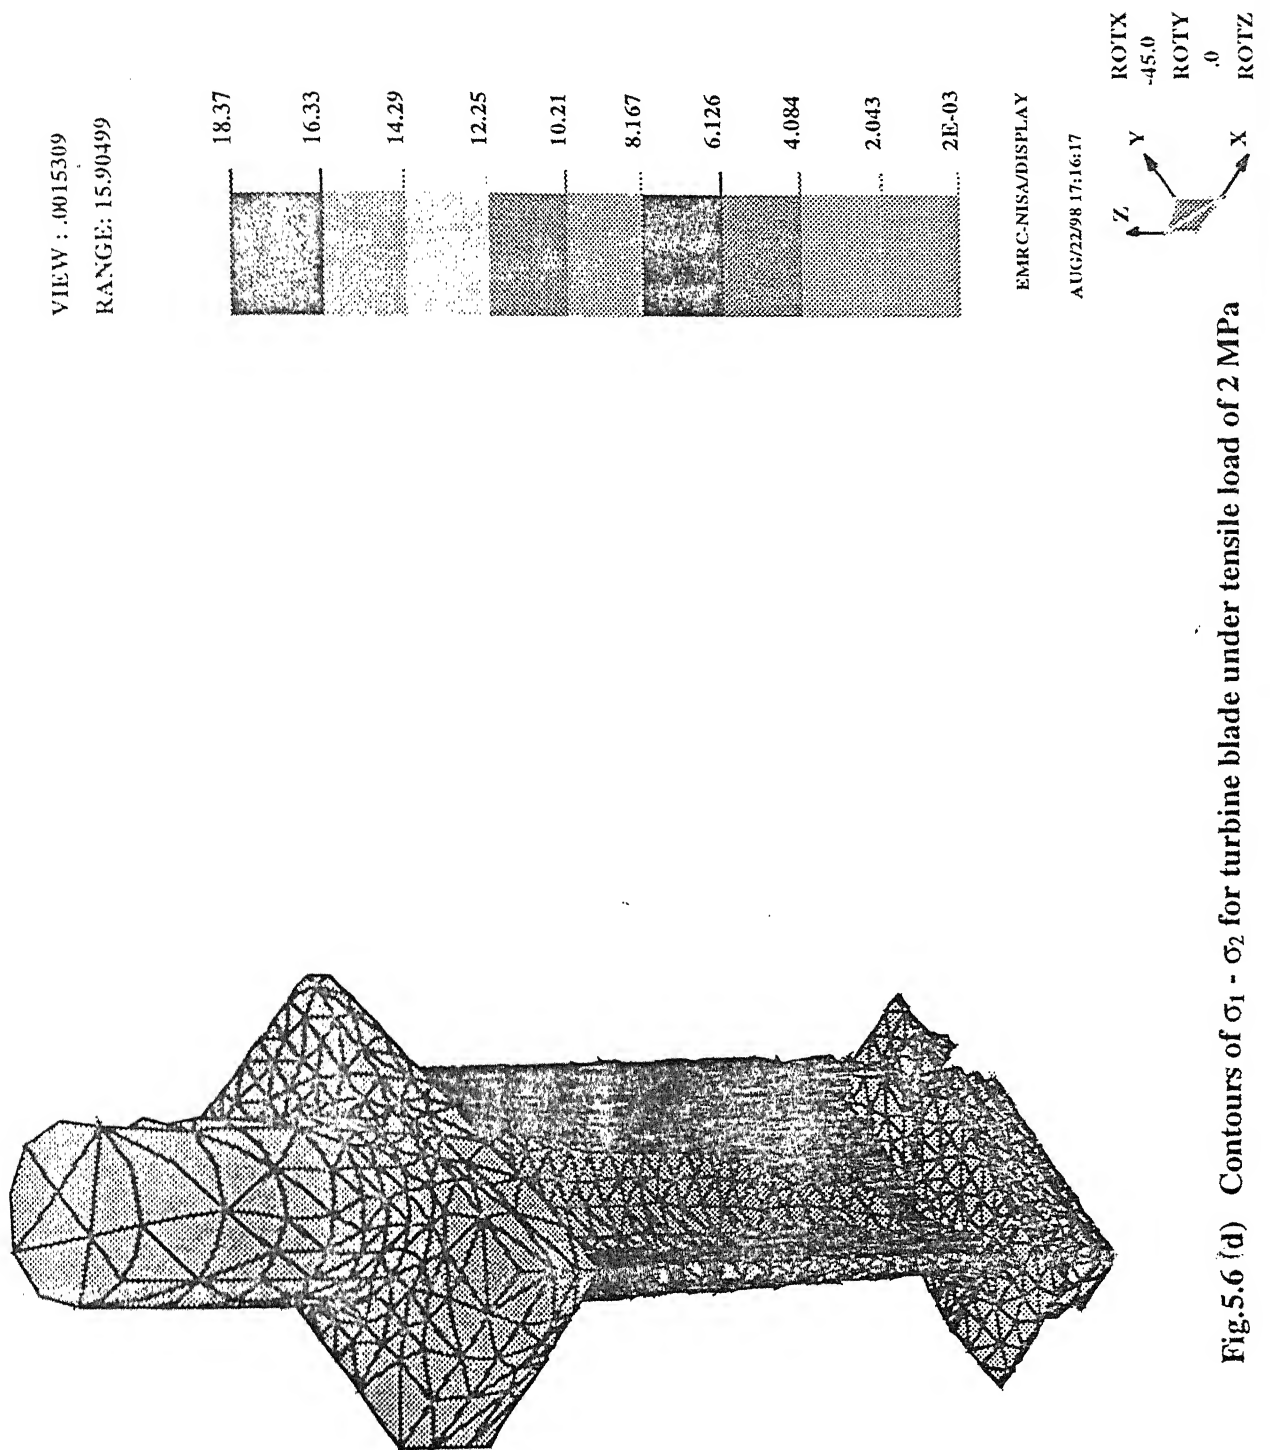 VIEW : .0015309
RANGE: 15.90499
18.37
16.33
14.29
12.25
10.21
8.167
6.126
4.084
2.043
2E-03
EMRC-NISA/DISPLAY
AUG/22/98 17:16:17
Z
Y
X
ROTX
-45.0
ROTY
.0
ROTZ
Fig.5.6 (d) Contours of σ1 - σ2 for turbine blade under tensile load of 2 MPa